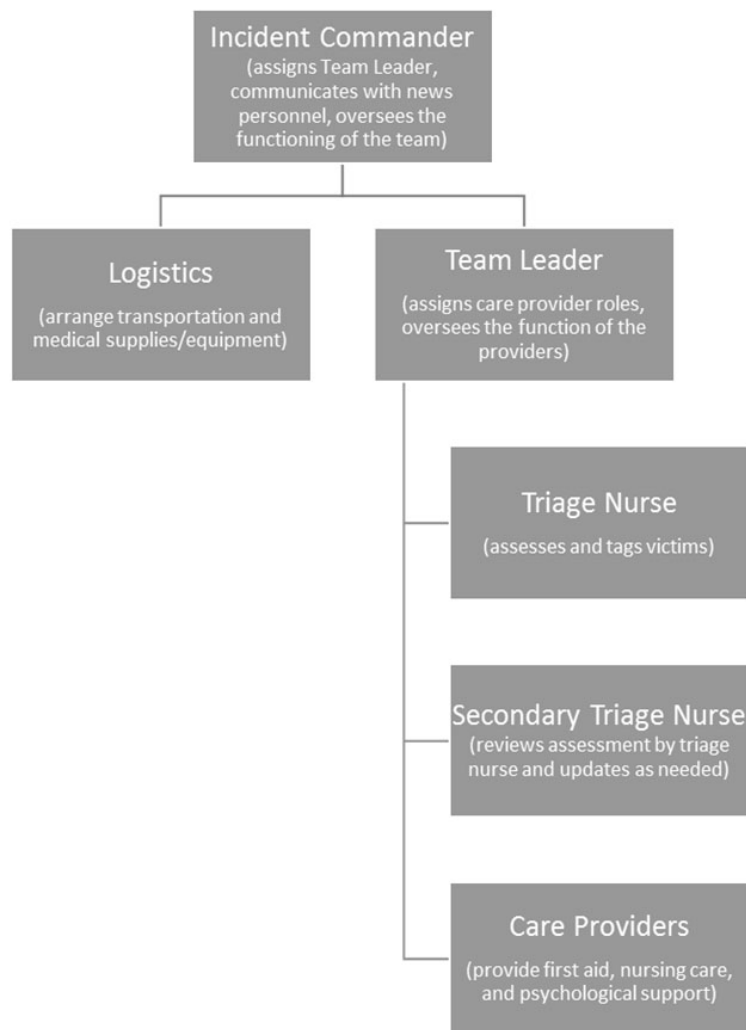 Incident Commander
(assigns Team Leader,
communicates with news
personnel, oversees the
functioning of the team)
Logistics
(arrange transportation and
medical supplies/equipment)
Team Leader
(assigns care provider roles,
oversees the function of the
providers)
Triage Nurse
(assesses and tags victims)
Secondary Triage Nurse
(reviews assessment by triage
nurse and updates as needed)
Care Providers
(provide first aid, nursing care,
and psychological support)